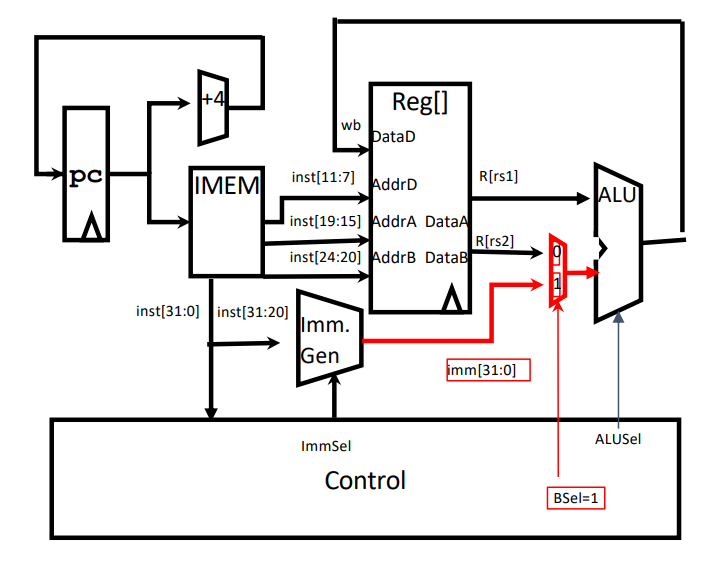 +4
Reg[]
wb
DataD
pc
IMEM
inst[11:7]
AddrD
R[rs1]
ALU
inst[19:15]
AddrA DataA
R[rs2]
inst[24:20]
AddrB DataB
0
1
inst[31:0]
inst[31:20]
Imm.
Gen
imm[31:0]
ImmSel
ALUSel
Control
BSel=1